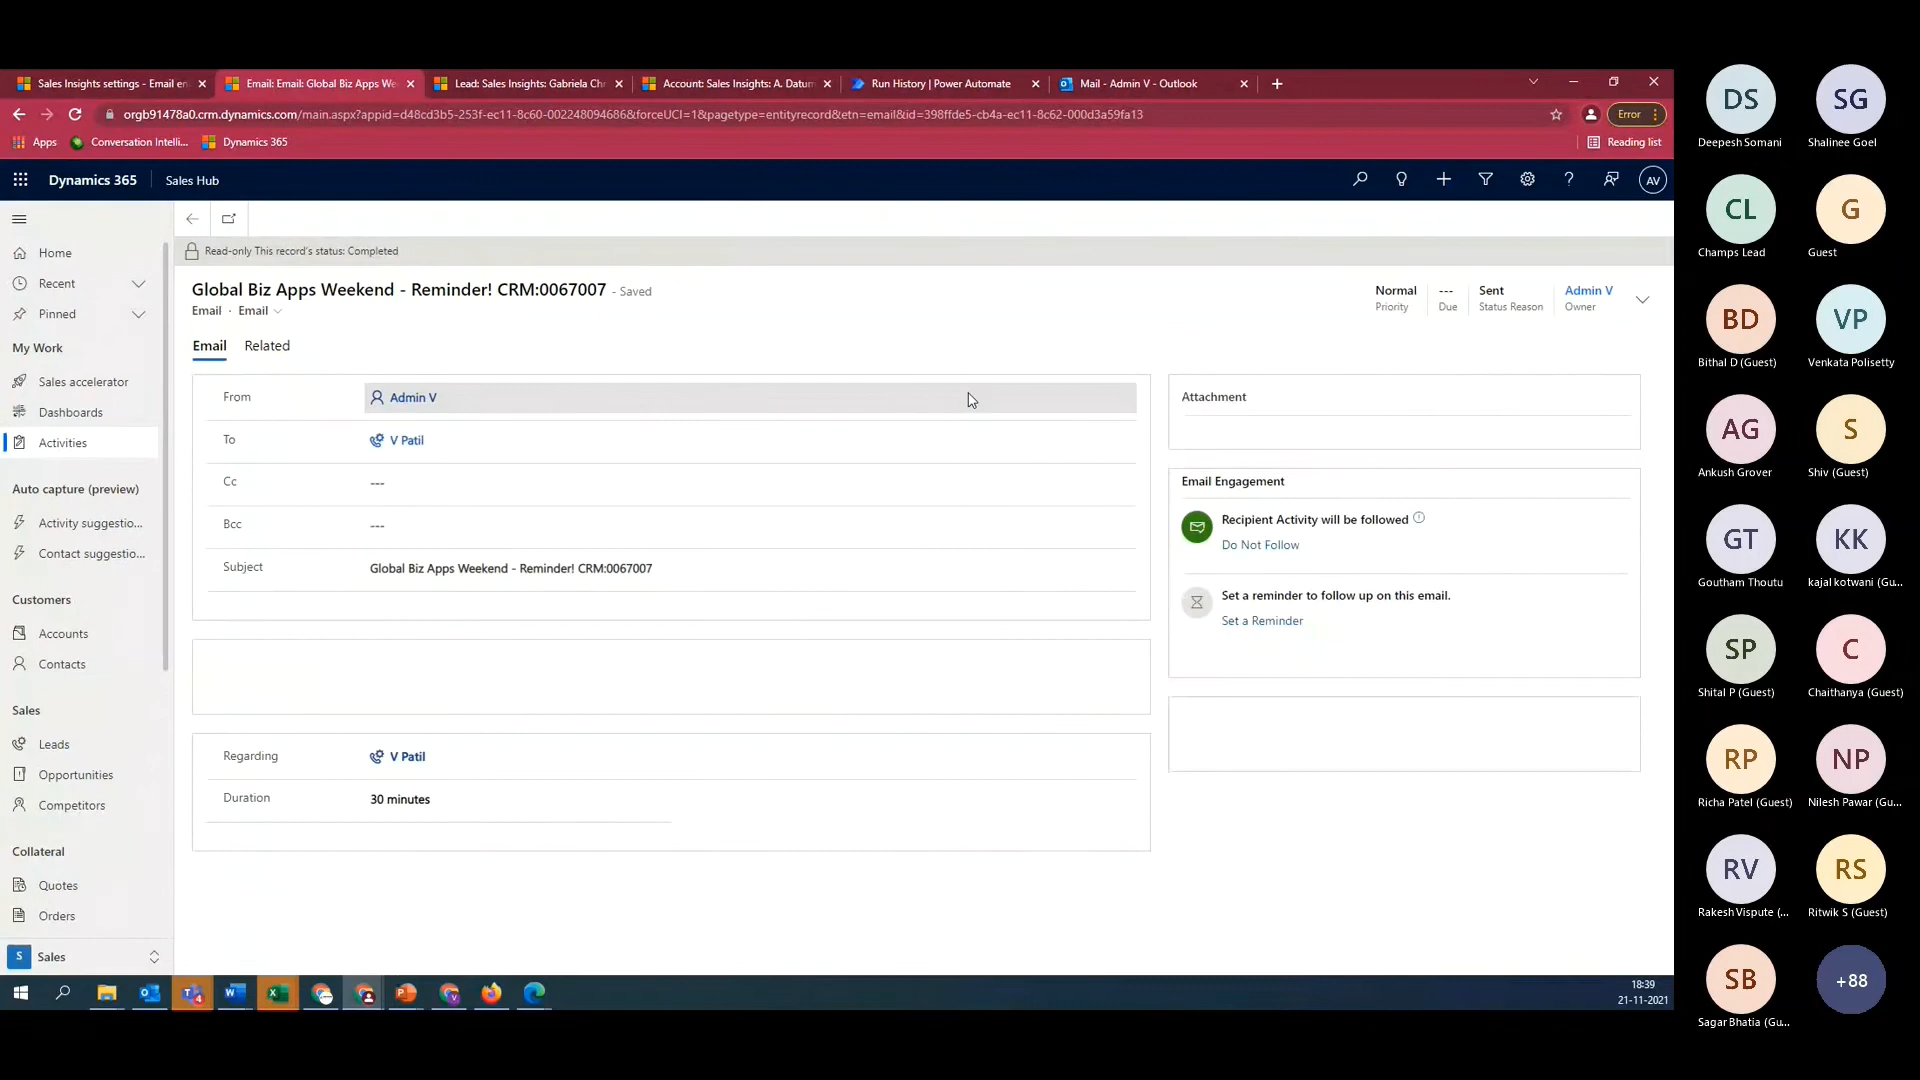 Sales Insights settings - Email en
Email: Email: Global Biz Apps We
Lead: Sales Insights: Gabriela Ch
Account: Sales Insights: A. Datum
Run History | Power Automate
Mail - Admin V - Outlook
orgb91478a0.crm.dynamics.com/main.aspx?appid=d48cd3b5-253f-ec11-8c60-002248094686&forceUCI=1&pagetype=entityrecord&etn=email&id=398ffde5-cb4a-ec11-8c62-000d3a59fa13
Error
Apps
Conversation Intelli...
Dynamics 365
Reading list
Dynamics 365
Sales Hub
AV
Home
Recent
Pinned
My Work
Sales accelerator
Dashboards
Activities
Auto capture (preview)
Activity suggestio...
Contact suggestio...
Customers
Accounts
Contacts
Sales
Leads
Opportunities
Competitors
Collateral
Quotes
Orders
S
Sales
Read-only This record's status: Completed
Global Biz Apps Weekend - Reminder! CRM:0067007 - Saved
Email · Email
Normal
Priority
---
Due
Sent
Status Reason
Admin V
Owner
Email
Related
From
Admin V
To
V Patil
Cc
---
Bcc
---
Subject
Global Biz Apps Weekend - Reminder! CRM:0067007
Regarding
V Patil
Duration
30 minutes
Attachment
Email Engagement
Recipient Activity will be followed
Do Not Follow
Set a reminder to follow up on this email.
Set a Reminder
4
18:39
21-11-2021
DS
Deepesh Somani
SG
Shalinee Goel
CL
Champs Lead
G
Guest
BD
Bithal D (Guest)
VP
Venkata Polisetty
AG
Ankush Grover
S
Shiv (Guest)
GT
Goutham Thoutu
KK
kajal kotwani (Gu...
SP
Shital P (Guest)
C
Chaithanya (Guest)
RP
Richa Patel (Guest)
NP
Nilesh Pawar (Gu...
RV
Rakesh Vispute (...
RS
Ritwik S (Guest)
SB
Sagar Bhatia (Gu...
+88